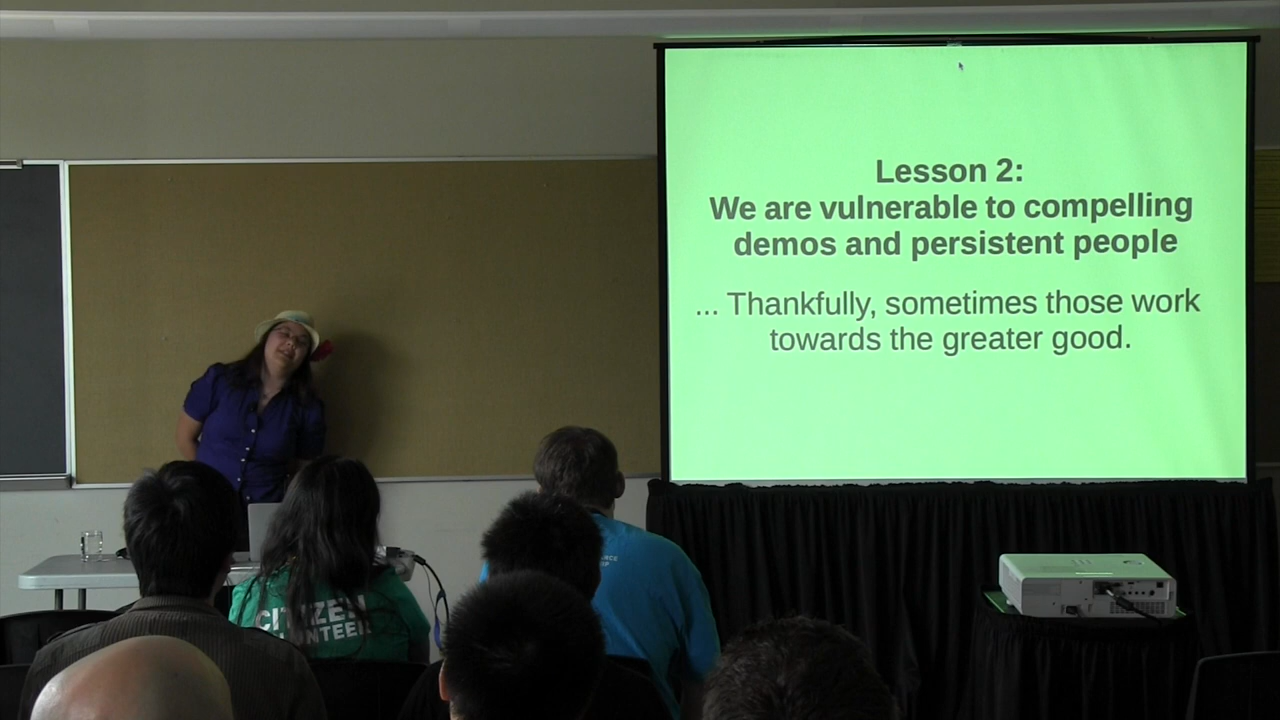 Lesson 2:
We are vulnerable to compelling
demos and persistent people
... Thankfully, sometimes those work
towards the greater good.
CITIZEN